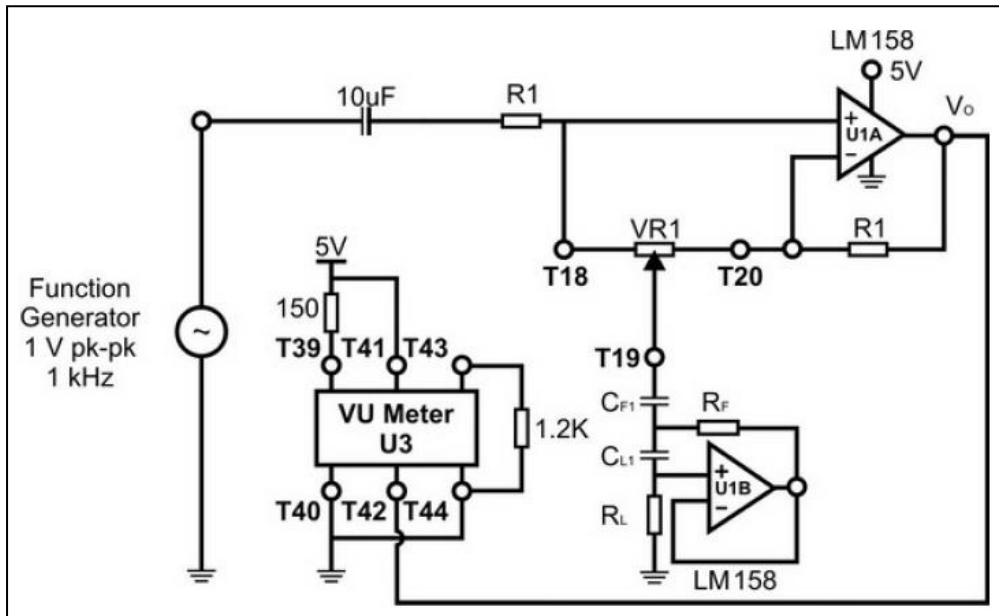 LM158
5V
10uF
R1
Vo
+
U1A
−
VR1
R1
T18
T20
5V
Function
Generator
1 V pk-pk
1 kHz
~
150
T39
T41
T43
T19
CF1
RF
VU Meter
U3
1.2K
CL1
+
U1B
−
T40
T42
T44
RL
LM158